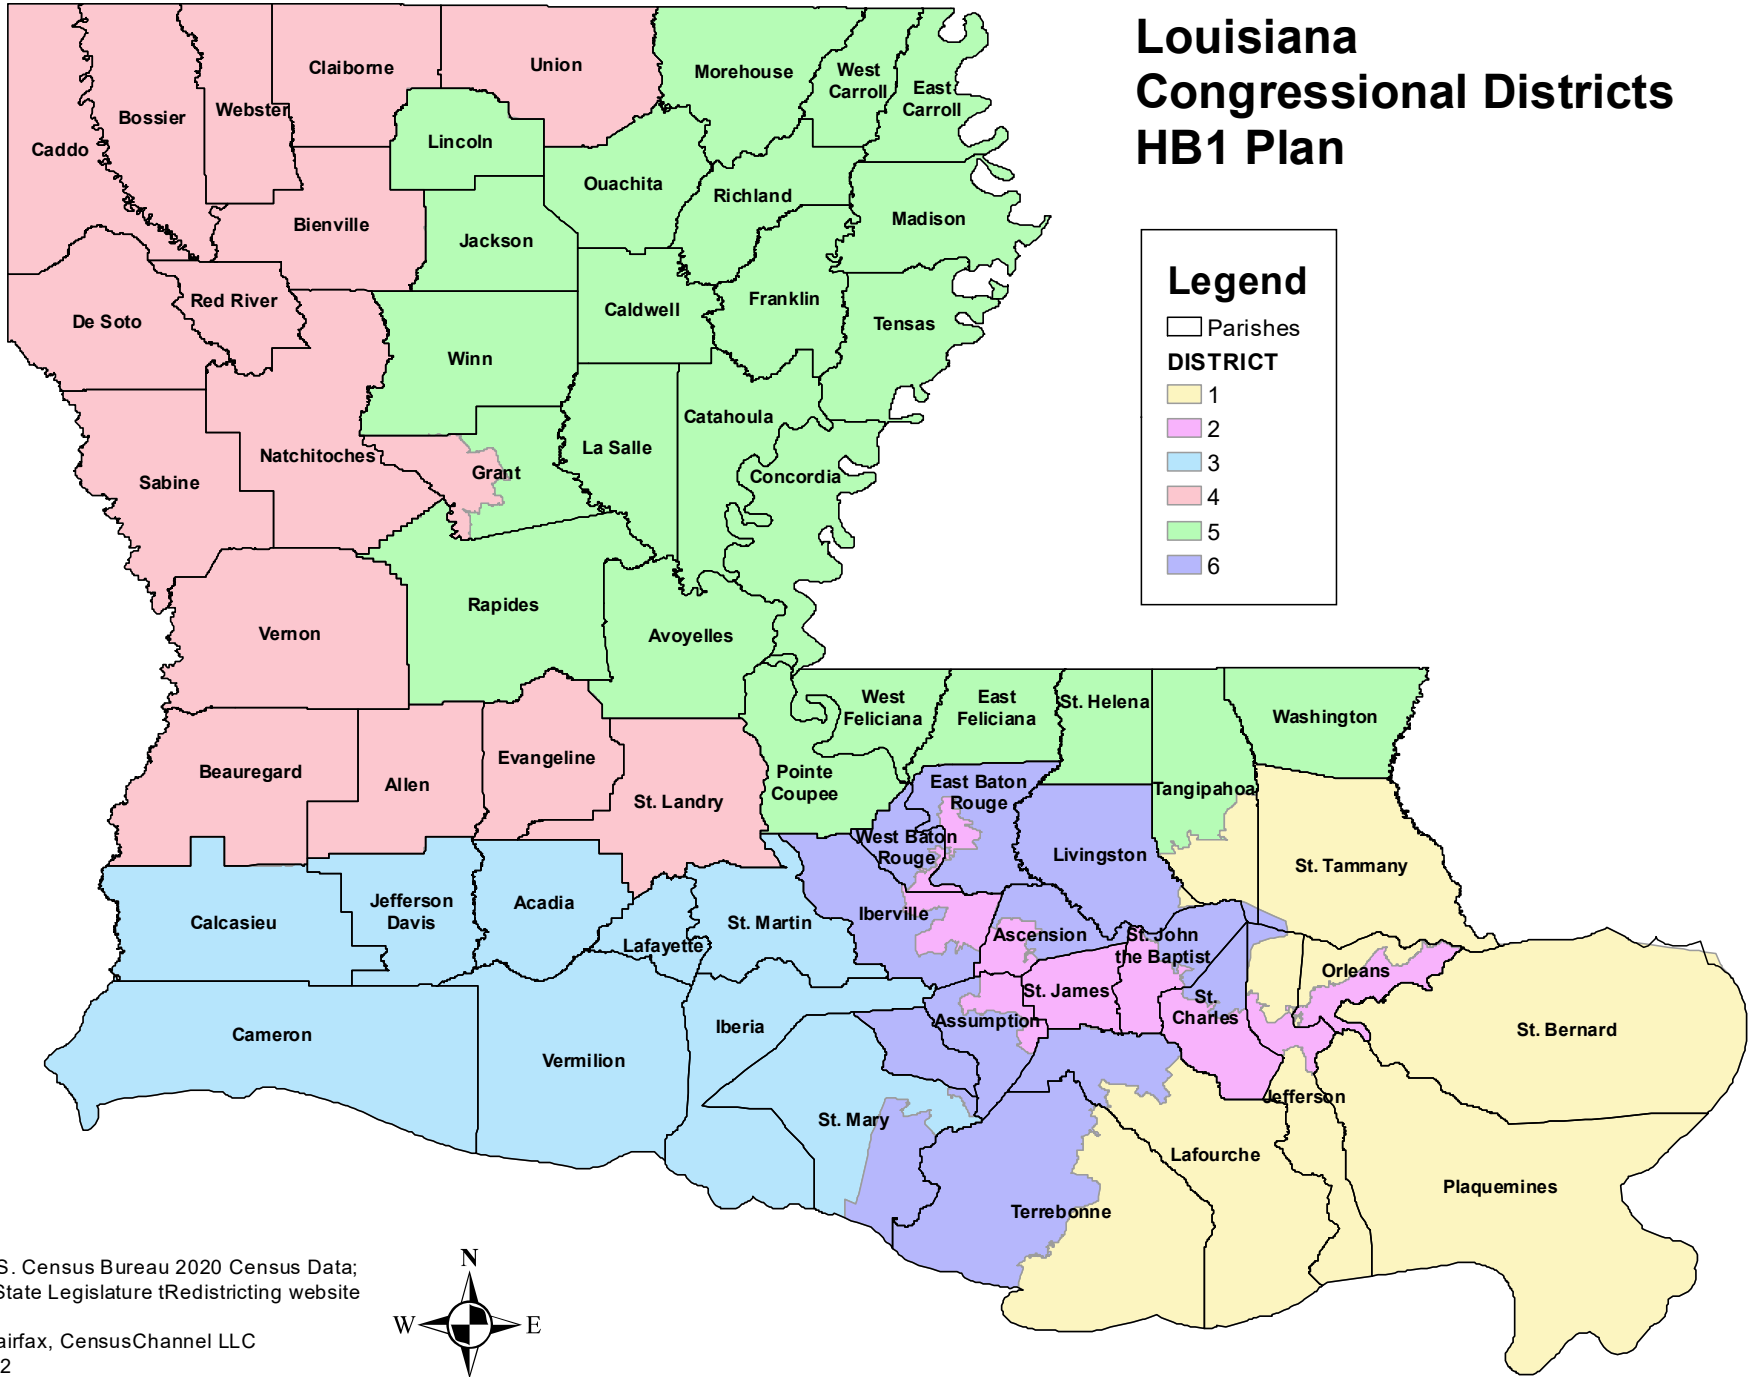 Louisiana
Congressional Districts
HB1 Plan
Legend
Parishes
DISTRICT
1
2
3
4
5
6
Caddo
Bossier
Webster
Claiborne
Union
Morehouse
West
Carroll
East
Carroll
Lincoln
Ouachita
Richland
Madison
Bienville
Jackson
Red River
De Soto
Caldwell
Franklin
Tensas
Winn
Catahoula
La Salle
Natchitoches
Grant
Concordia
Sabine
Rapides
Vernon
Avoyelles
West
Feliciana
East
Feliciana
St. Helena
Washington
Beauregard
Allen
Evangeline
St. Landry
Pointe
Coupee
East Baton
Rouge
Tangipahoa
West Baton
Rouge
Livingston
St. Tammany
Calcasieu
Jefferson
Davis
Acadia
Lafayette
St. Martin
Iberville
Ascension
St. John
the Baptist
Orleans
St. James
St.
Charles
Assumption
Iberia
Cameron
Vermilion
St. Bernard
St. Mary
Jefferson
Lafourche
Terrebonne
Plaquemines
S. Census Bureau 2020 Census Data;
State Legislature tRedistricting website
airfax, CensusChannel LLC
2
N
W
E